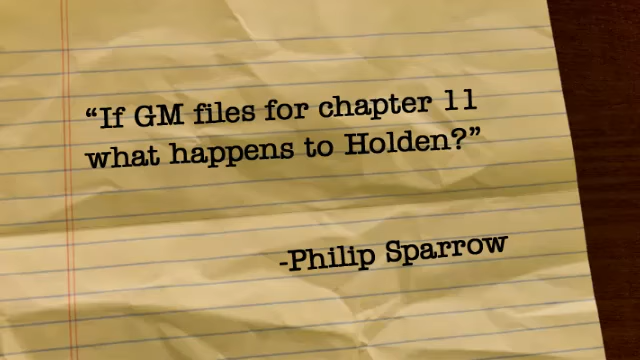 “If GM files for chapter 11
what happens to Holden?”
-Philip Sparrow